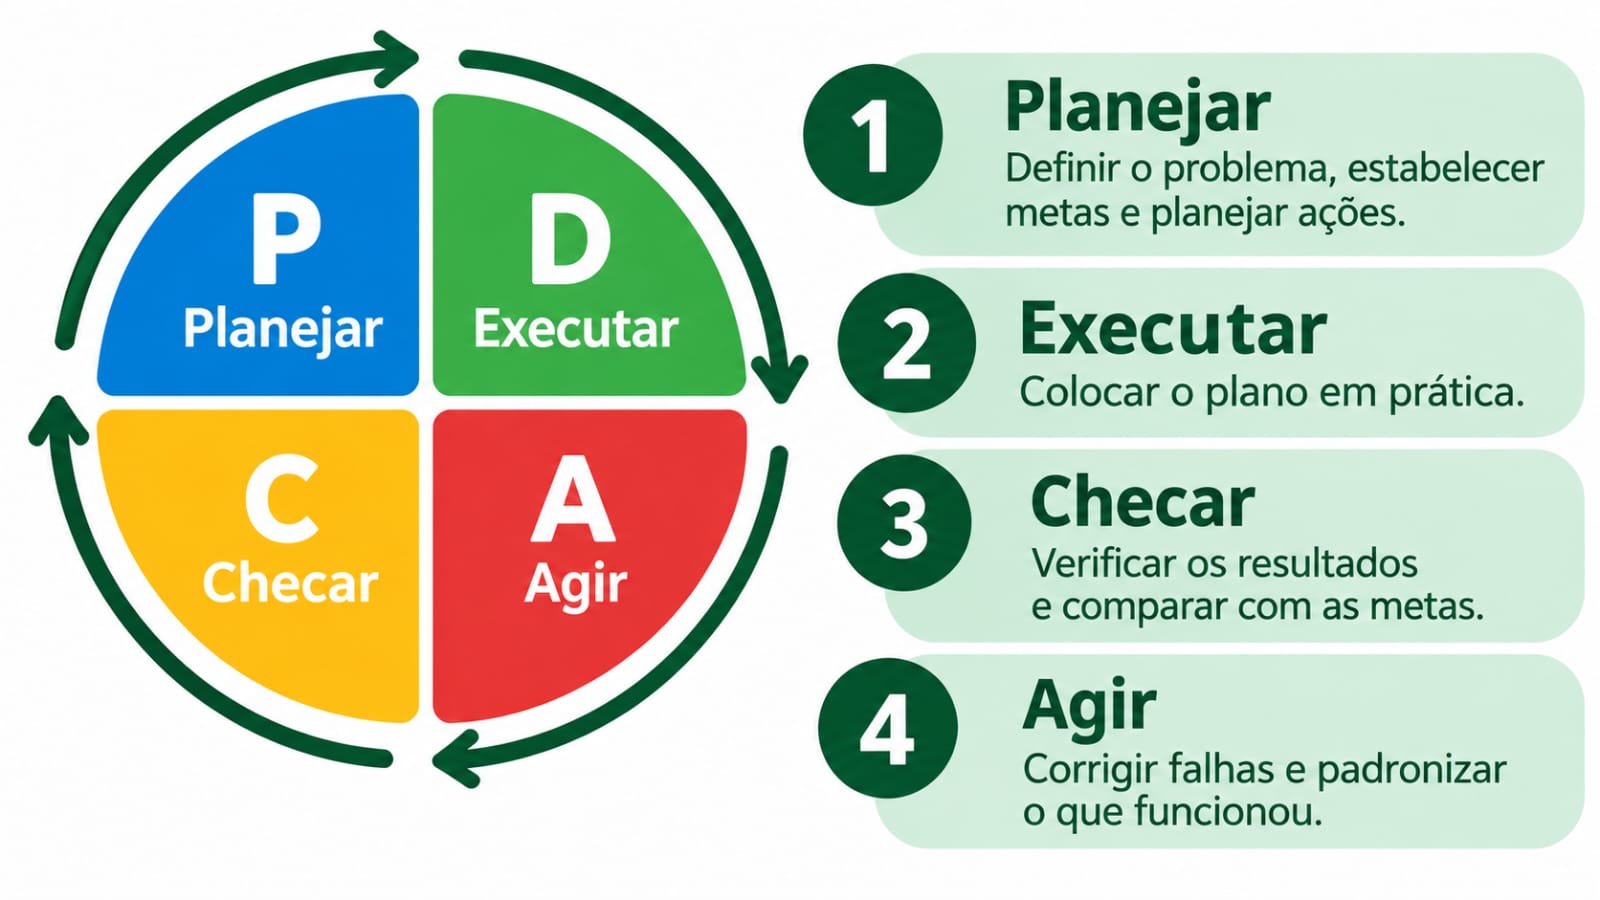 P
Planejar
D
Executar
C
Checar
A
Agir
1
Planejar
Definir o problema, estabelecer
metas e planejar ações.
2
Executar
Colocar o plano em prática.
3
Checar
Verificar os resultados
e comparar com as metas.
4
Agir
Corrigir falhas e padronizar
o que funcionou.